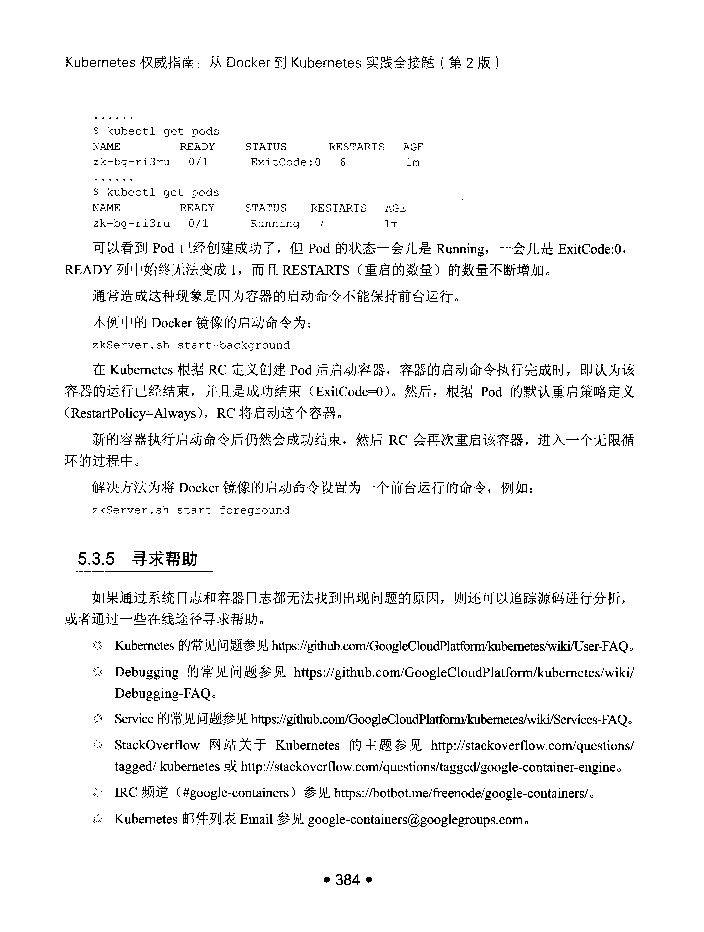 Kubernetes 权威指南：从 Docker 到 Kubernetes 实践全接触（第 2 版）
......
$ kubectl get pods
NAME READY STATUS RESTARTS AGE
zk-bg-ri3ru 0/1 ExitCode:0 6 1m
......
$ kubectl get pods
NAME READY STATUS RESTARTS AGE
zk-bg-ri3ru 0/1 Running 7 1m
可以看到 Pod 已经创建成功了，但 Pod 的状态一会儿是 Running，一会儿是 ExitCode:0，
READY 列中始终无法变成 1，而且 RESTARTS（重启的数量）的数量不断增加。
通常造成这种现象是因为容器的启动命令不能保持前台运行。
本例中的 Docker 镜像的启动命令为：
zkServer.sh start-background
在 Kubernetes 根据 RC 定义创建 Pod 后启动容器，容器的启动命令执行完成时，即认为该
容器的运行已经结束，并且是成功结束（ExitCode=0）。然后，根据 Pod 的默认重启策略定义
（RestartPolicy=Always），RC 将启动这个容器。
新的容器执行启动命令后仍然会成功结束，然后 RC 会再次重启该容器，进入一个无限循
环的过程中。
解决方法为将 Docker 镜像的启动命令设置为一个前台运行的命令，例如：
zkServer.sh start-foreground
5.3.5 寻求帮助
如果通过系统日志和容器日志都无法找到出现问题的原因，则还可以追踪源码进行分析，
或者通过一些在线途径寻求帮助。
Kubernetes 的常见问题参见 https://github.com/GoogleCloudPlatform/kubernetes/wiki/User-FAQ。
Debugging 的常见问题参见 https://github.com/GoogleCloudPlatform/kubernetes/wiki/
Debugging-FAQ。
Service 的常见问题参见 https://github.com/GoogleCloudPlatform/kubernetes/wiki/Services-FAQ。
StackOverflow 网站关于 Kubernetes 的主题参见 http://stackoverflow.com/questions/
tagged/ kubernetes 或 http://stackoverflow.com/questions/tagged/google-container-engine。
IRC 频道（#google-containers）参见 https://botbot.me/freenode/google-containers/。
Kubernetes 邮件列表 Email 参见 google-containers@googlegroups.com。
• 384 •